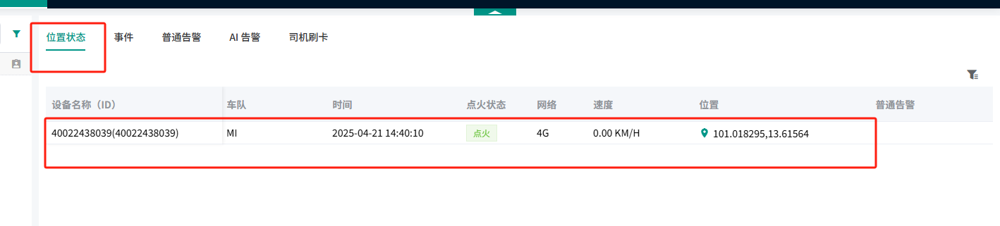 位置状态 事件 普通告警 AI 告警 司机刷卡
设备名称（ID） 车队 时间 点火状态 网络 速度 位置 普通告警
40022438039(40022438039) MI 2025-04-21 14:40:10 点火 4G 0.00 KM/H 101.018295,13.61564